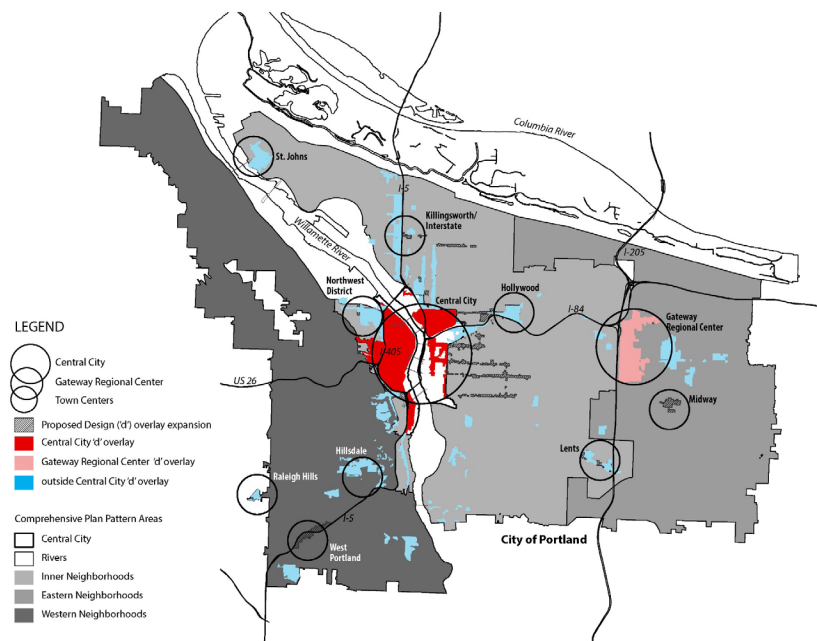 Columbia River
St. Johns
I-5
Killingsworth/
Interstate
Willamette River
I-205
Northwest
District
Central City
Hollywood
I-84
Gateway
Regional Center
I-405
US 26
Midway
Hillsdale
Lents
Raleigh Hills
I-5
West
Portland
City of Portland
LEGEND
Central City
Gateway Regional Center
Town Centers
Proposed Design ('d') overlay expansion
Central City 'd' overlay
Gateway Regional Center 'd' overlay
outside Central City 'd' overlay
Comprehensive Plan Pattern Areas
Central City
Rivers
Inner Neighborhoods
Eastern Neighborhoods
Western Neighborhoods